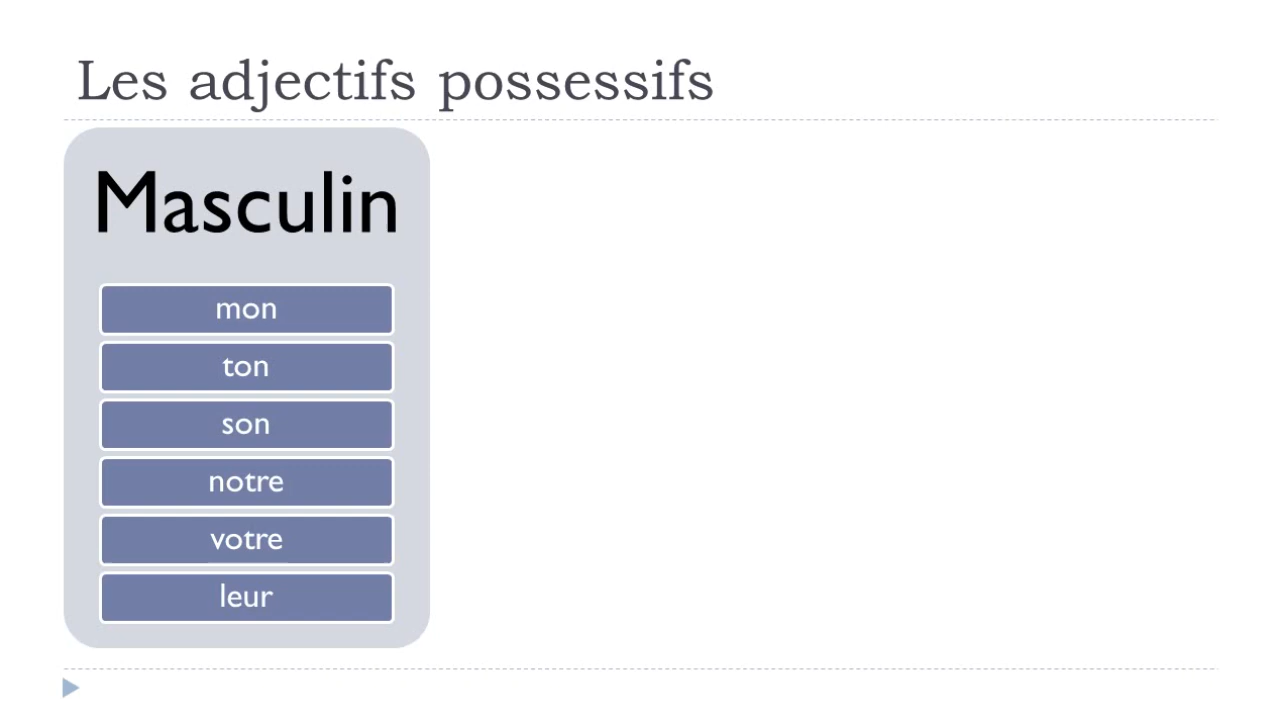 Les adjectifs possessifs
Masculin
mon
ton
son
notre
votre
leur